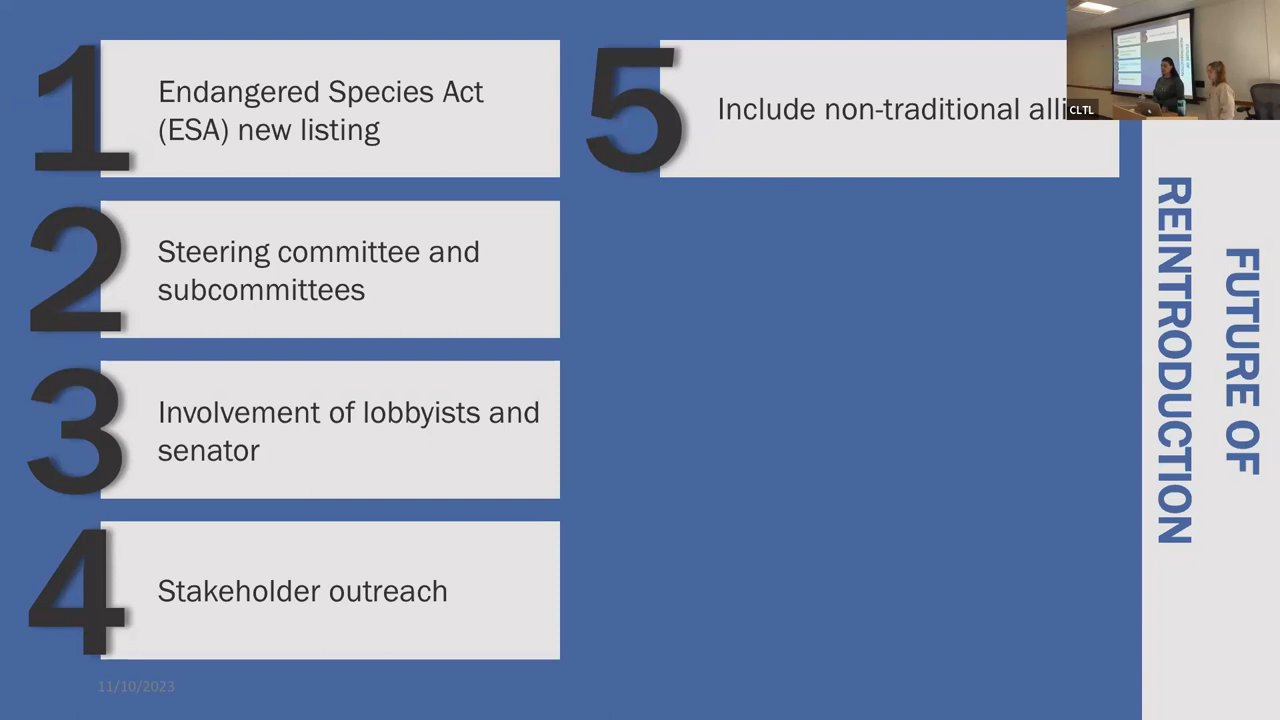 1
Endangered Species Act
(ESA) new listing
2
Steering committee and
subcommittees
3
Involvement of lobbyists and
senator
4
Stakeholder outreach
5
Include non-traditional alli
CLTL
FUTURE OF
REINTRODUCTION
11/10/2023